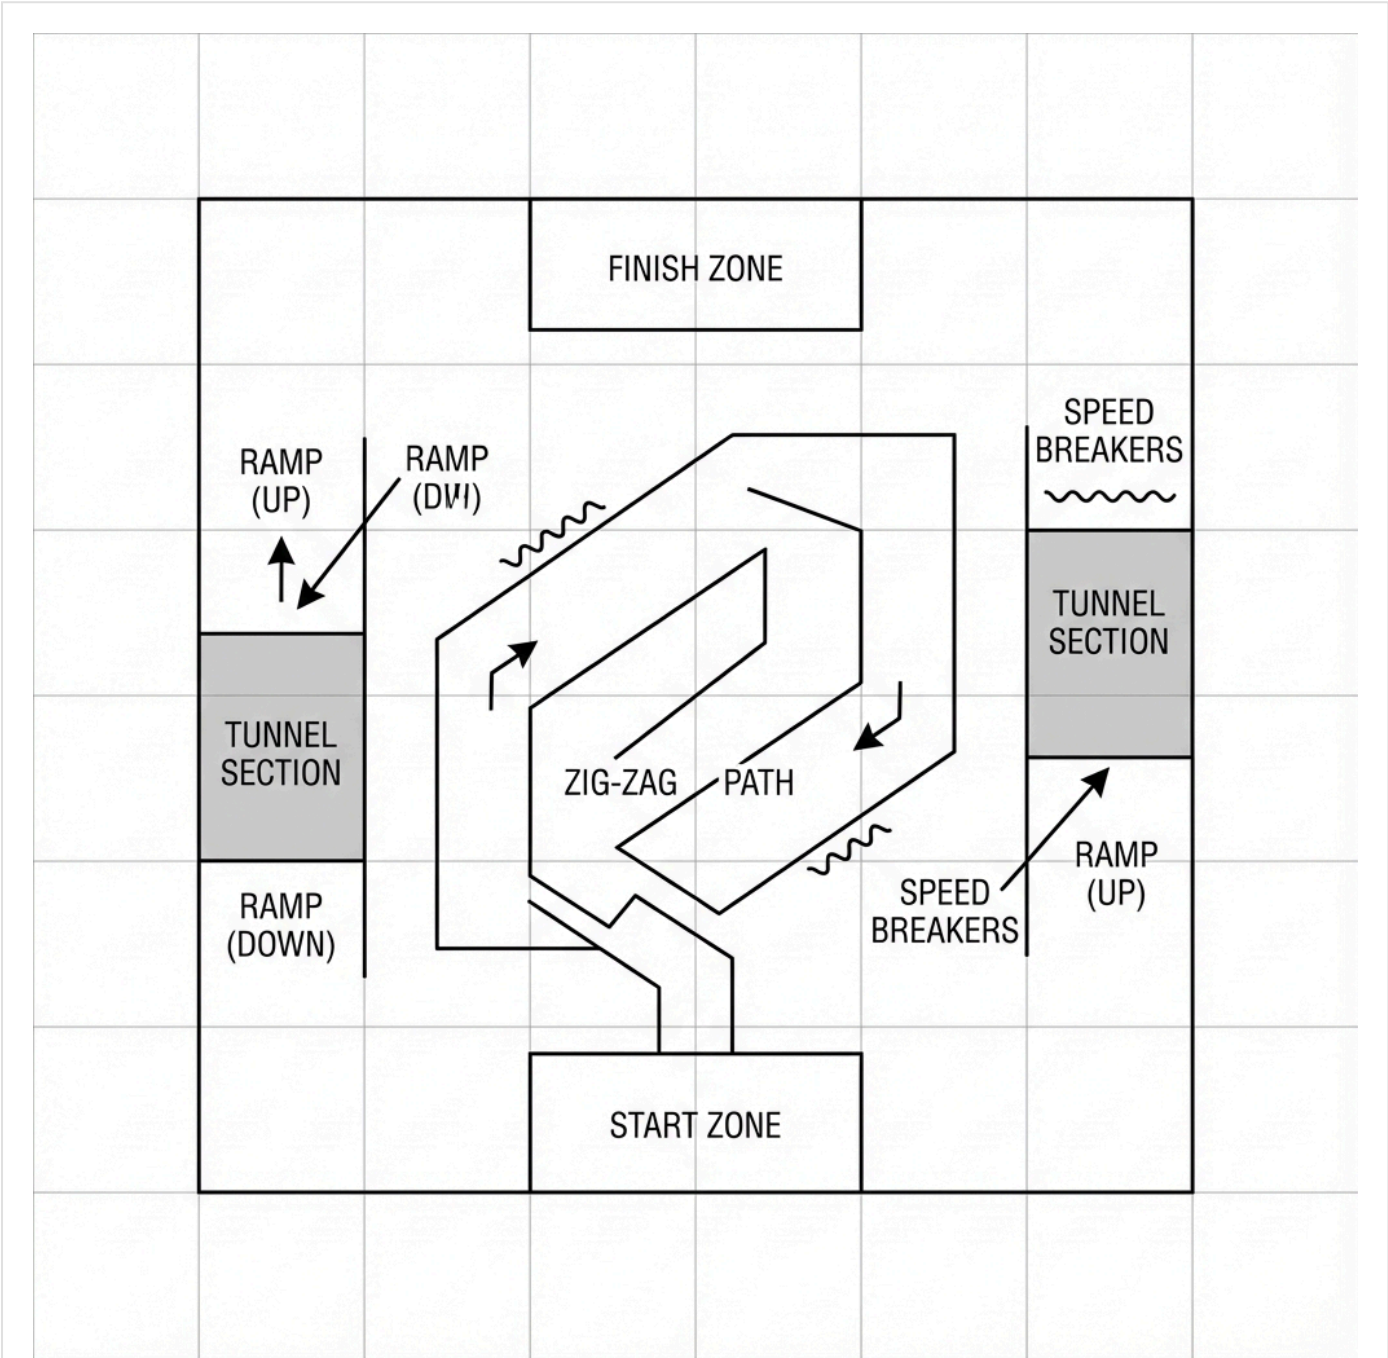 FINISH ZONE
SPEED
BREAKERS
RAMP
(UP)
RAMP
TUNNEL
SECTION
TUNNEL
SECTION
ZIG-ZAG PATH
RAMP
(UP)
SPEED
BREAKERS
RAMP
(DOWN)
START ZONE